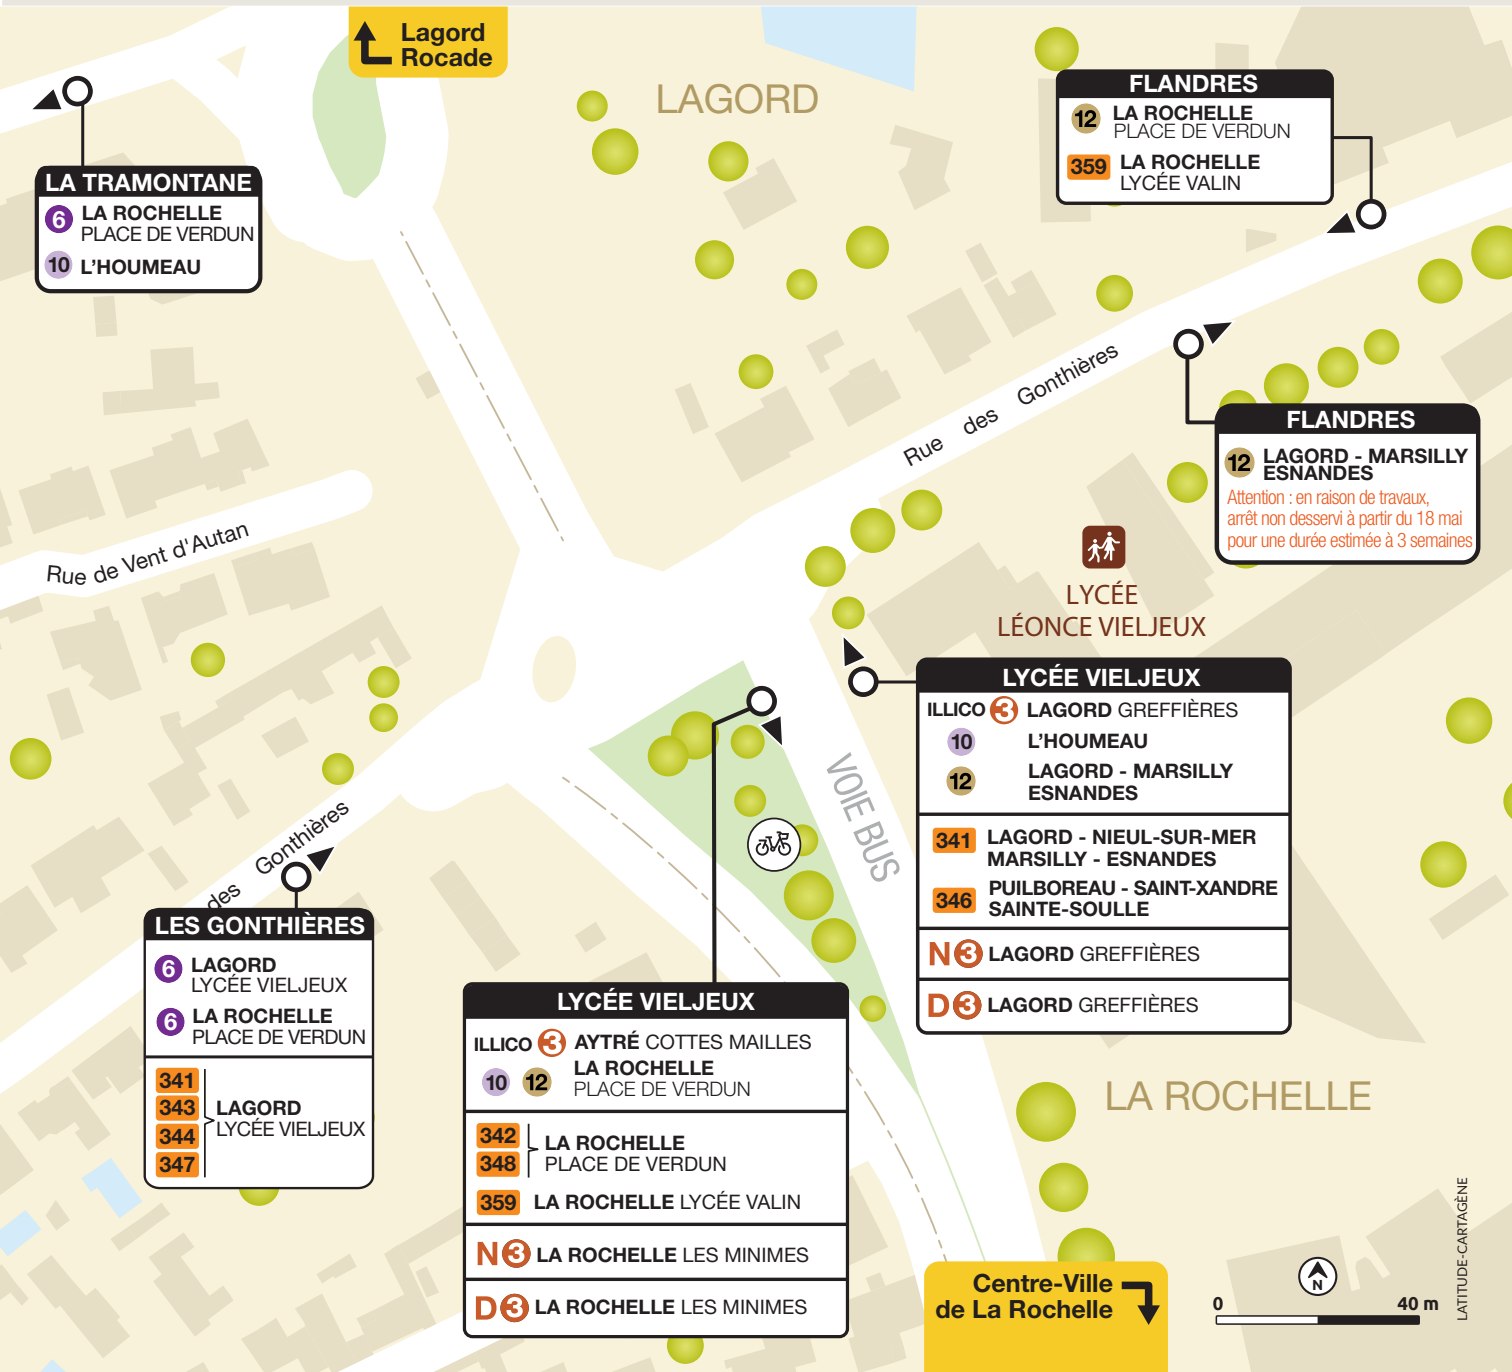 Lagord
Rocade
LAGORD
FLANDRES
12 LA ROCHELLE
PLACE DE VERDUN
359 LA ROCHELLE
LYCÉE VALIN
LA TRAMONTANE
6 LA ROCHELLE
PLACE DE VERDUN
10 L'HOUMEAU
Rue des Gonthières
FLANDRES
12 LAGORD - MARSILLY
ESNANDES
Attention : en raison de travaux,
arrêt non desservi à partir du 18 mai
pour une durée estimée à 3 semaines
Rue de Vent d'Autan
LYCÉE
LÉONCE VIELJEUX
LYCÉE VIELJEUX
ILLICO 3 LAGORD GREFFIÈRES
10 L'HOUMEAU
12 LAGORD - MARSILLY
ESNANDES
341 LAGORD - NIEUL-SUR-MER
MARSILLY - ESNANDES
346 PUILBOREAU - SAINT-XANDRE
SAINTE-SOULLE
N3 LAGORD GREFFIÈRES
D3 LAGORD GREFFIÈRES
VOIE BUS
des Gonthières
LES GONTHIÈRES
6 LAGORD
LYCÉE VIELJEUX
6 LA ROCHELLE
PLACE DE VERDUN
341
343
344
347
LAGORD
LYCÉE VIELJEUX
LYCÉE VIELJEUX
ILLICO 3 AYTRÉ COTTES MAILLES
10 12 LA ROCHELLE
PLACE DE VERDUN
342
348
LA ROCHELLE
PLACE DE VERDUN
359 LA ROCHELLE LYCÉE VALIN
N3 LA ROCHELLE LES MINIMES
D3 LA ROCHELLE LES MINIMES
LA ROCHELLE
Centre-Ville
de La Rochelle
N
0 40 m
LATITUDE-CARTAGÈNE